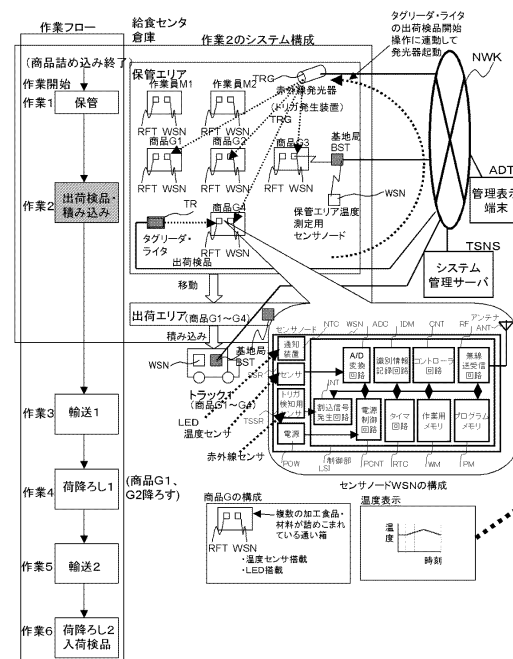 作業フロー
給食センタ
倉庫
作業2のシステム構成
タグリーダ・ライタ
の出荷検品開始
操作に連動して
発光器起動
(商品詰め込み終了)
作業開始
作業1
保管
保管エリア
作業員M1
作業員M2
TRG
赤外線発光器
(トリガ発生装置)
TRG
NWK
RFT WSN
RFT WSN
商品G1
商品G2
商品G3
基地局
BST
RFT WSN
RFT WSN
RFT WSN
WSN
ADT
管理表示
端末
作業2
出荷検品・
積み込み
TR
商品G4
保管エリア温度
測定用
センサノード
タグリーダ・
ライタ
RFT WSN
出荷検品
TSNS
システム
管理サーバ
移動
出荷エリア(商品G1~G4)
積み込み
WSN
基地局
BST
トラック1
(商品G1~G4)
LED
温度センサ
赤外線センサ
センサノード
NTC
WSN
ADC
IDM
CNT
RF
アンテナ
ANT
通知
装置
SSR
センサ
A/D
変換
回路
識別情報
記録回路
コントローラ
回路
無線
送受信
回路
INT
TSSR
トリガ
検知用
センサ
割込信号
発生回路
電源
制御
回路
タイマ
回路
作業用
メモリ
プログラム
メモリ
電源
POW
制御部
LSI
PCNT
RTC
WM
PM
センサノードWSNの構成
作業3
輸送1
作業4
荷降ろし1
(商品G1、
G2降ろす)
作業5
輸送2
作業6
荷降ろし2
入荷検品
商品Gの構成
複数の加工食品・
材料が詰めこまれ
ている通い箱
RFT WSN
・温度センサ搭載
・LED搭載
温度表示
温
度
時刻